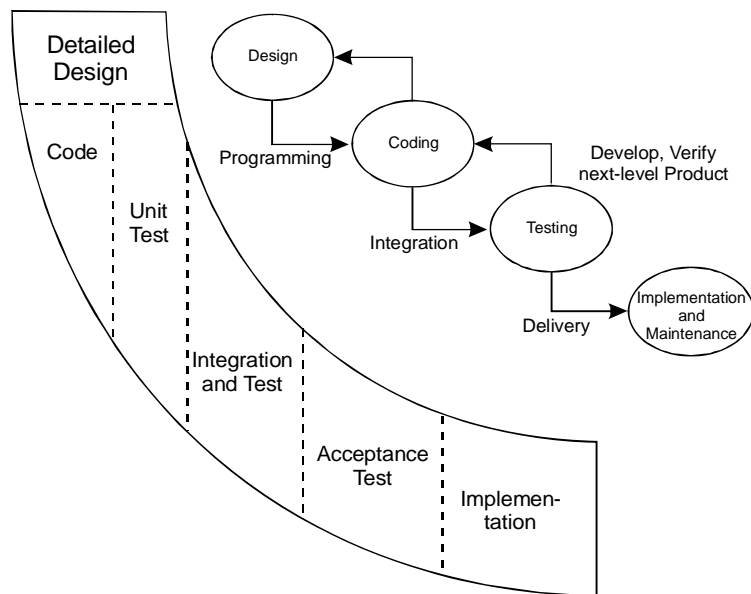 Detailed
Design
Code
Unit
Test
Integration
and Test
Acceptance
Test
Implemen-
tation
Design
Programming
Coding
Integration
Testing
Develop, Verify
next-level Product
Delivery
Implementation
and
Maintenance